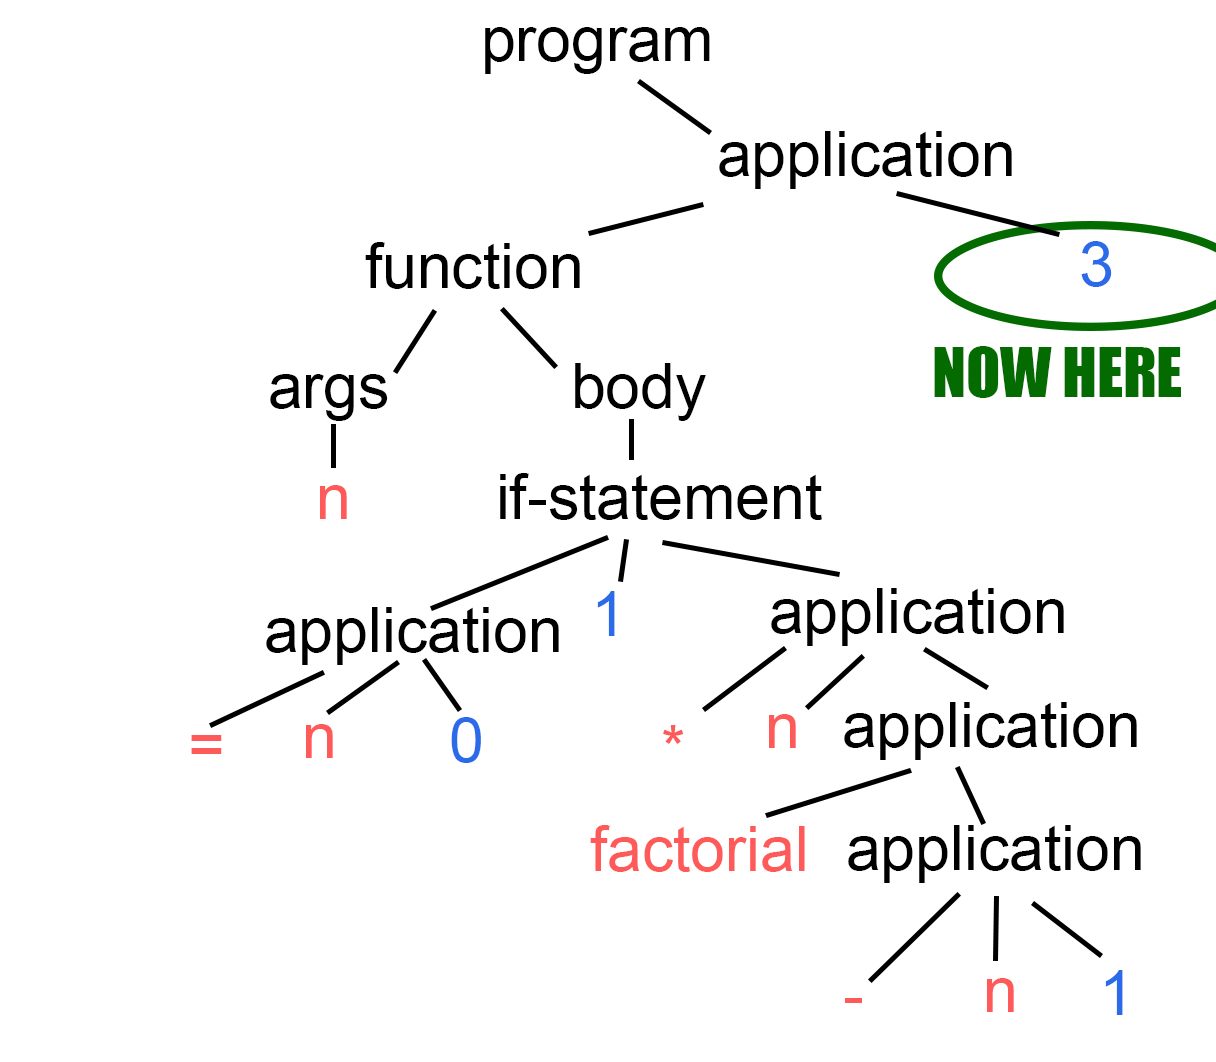 program
application
function 3
args body NOW HERE
n if-statement
application 1 application
= n 0 * n application
factorial application
- n 1